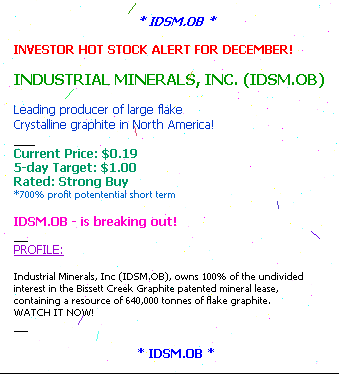 * IDSM.OB *
INVESTOR HOT STOCK ALERT FOR DECEMBER!
INDUSTRIAL MINERALS, INC. (IDSM.OB)
Leading producer of large flake
Crystalline graphite in North America!
Current Price: $0.19
5-day Target: $1.00
Rated: Strong Buy
*700% profit potentential short term
IDSM.OB - is breaking out!
PROFILE:
Industrial Minerals, Inc (IDSM.OB), owns 100% of the undivided
interest in the Bissett Creek Graphite patented mineral lease,
containing a resource of 640,000 tonnes of flake graphite.
WATCH IT NOW!
* IDSM.OB *